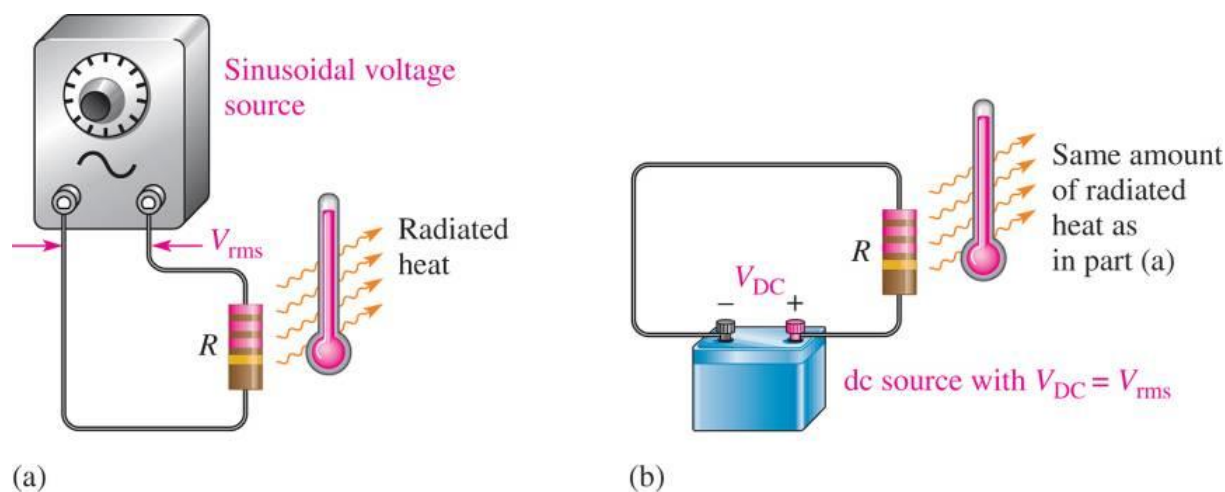 Sinusoidal voltage
source
V_rms
Radiated
heat
R
(a)
Same amount
of radiated
heat as
in part (a)
R
V_DC
− +
dc source with V_DC = V_rms
(b)